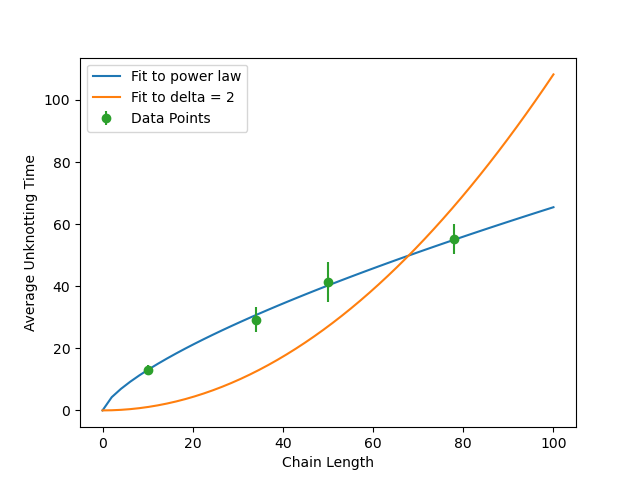 Fit to power law
Fit to delta = 2
Data Points
100
80
60
40
20
0
Average Unknotting Time
0 20 40 60 80 100
Chain Length